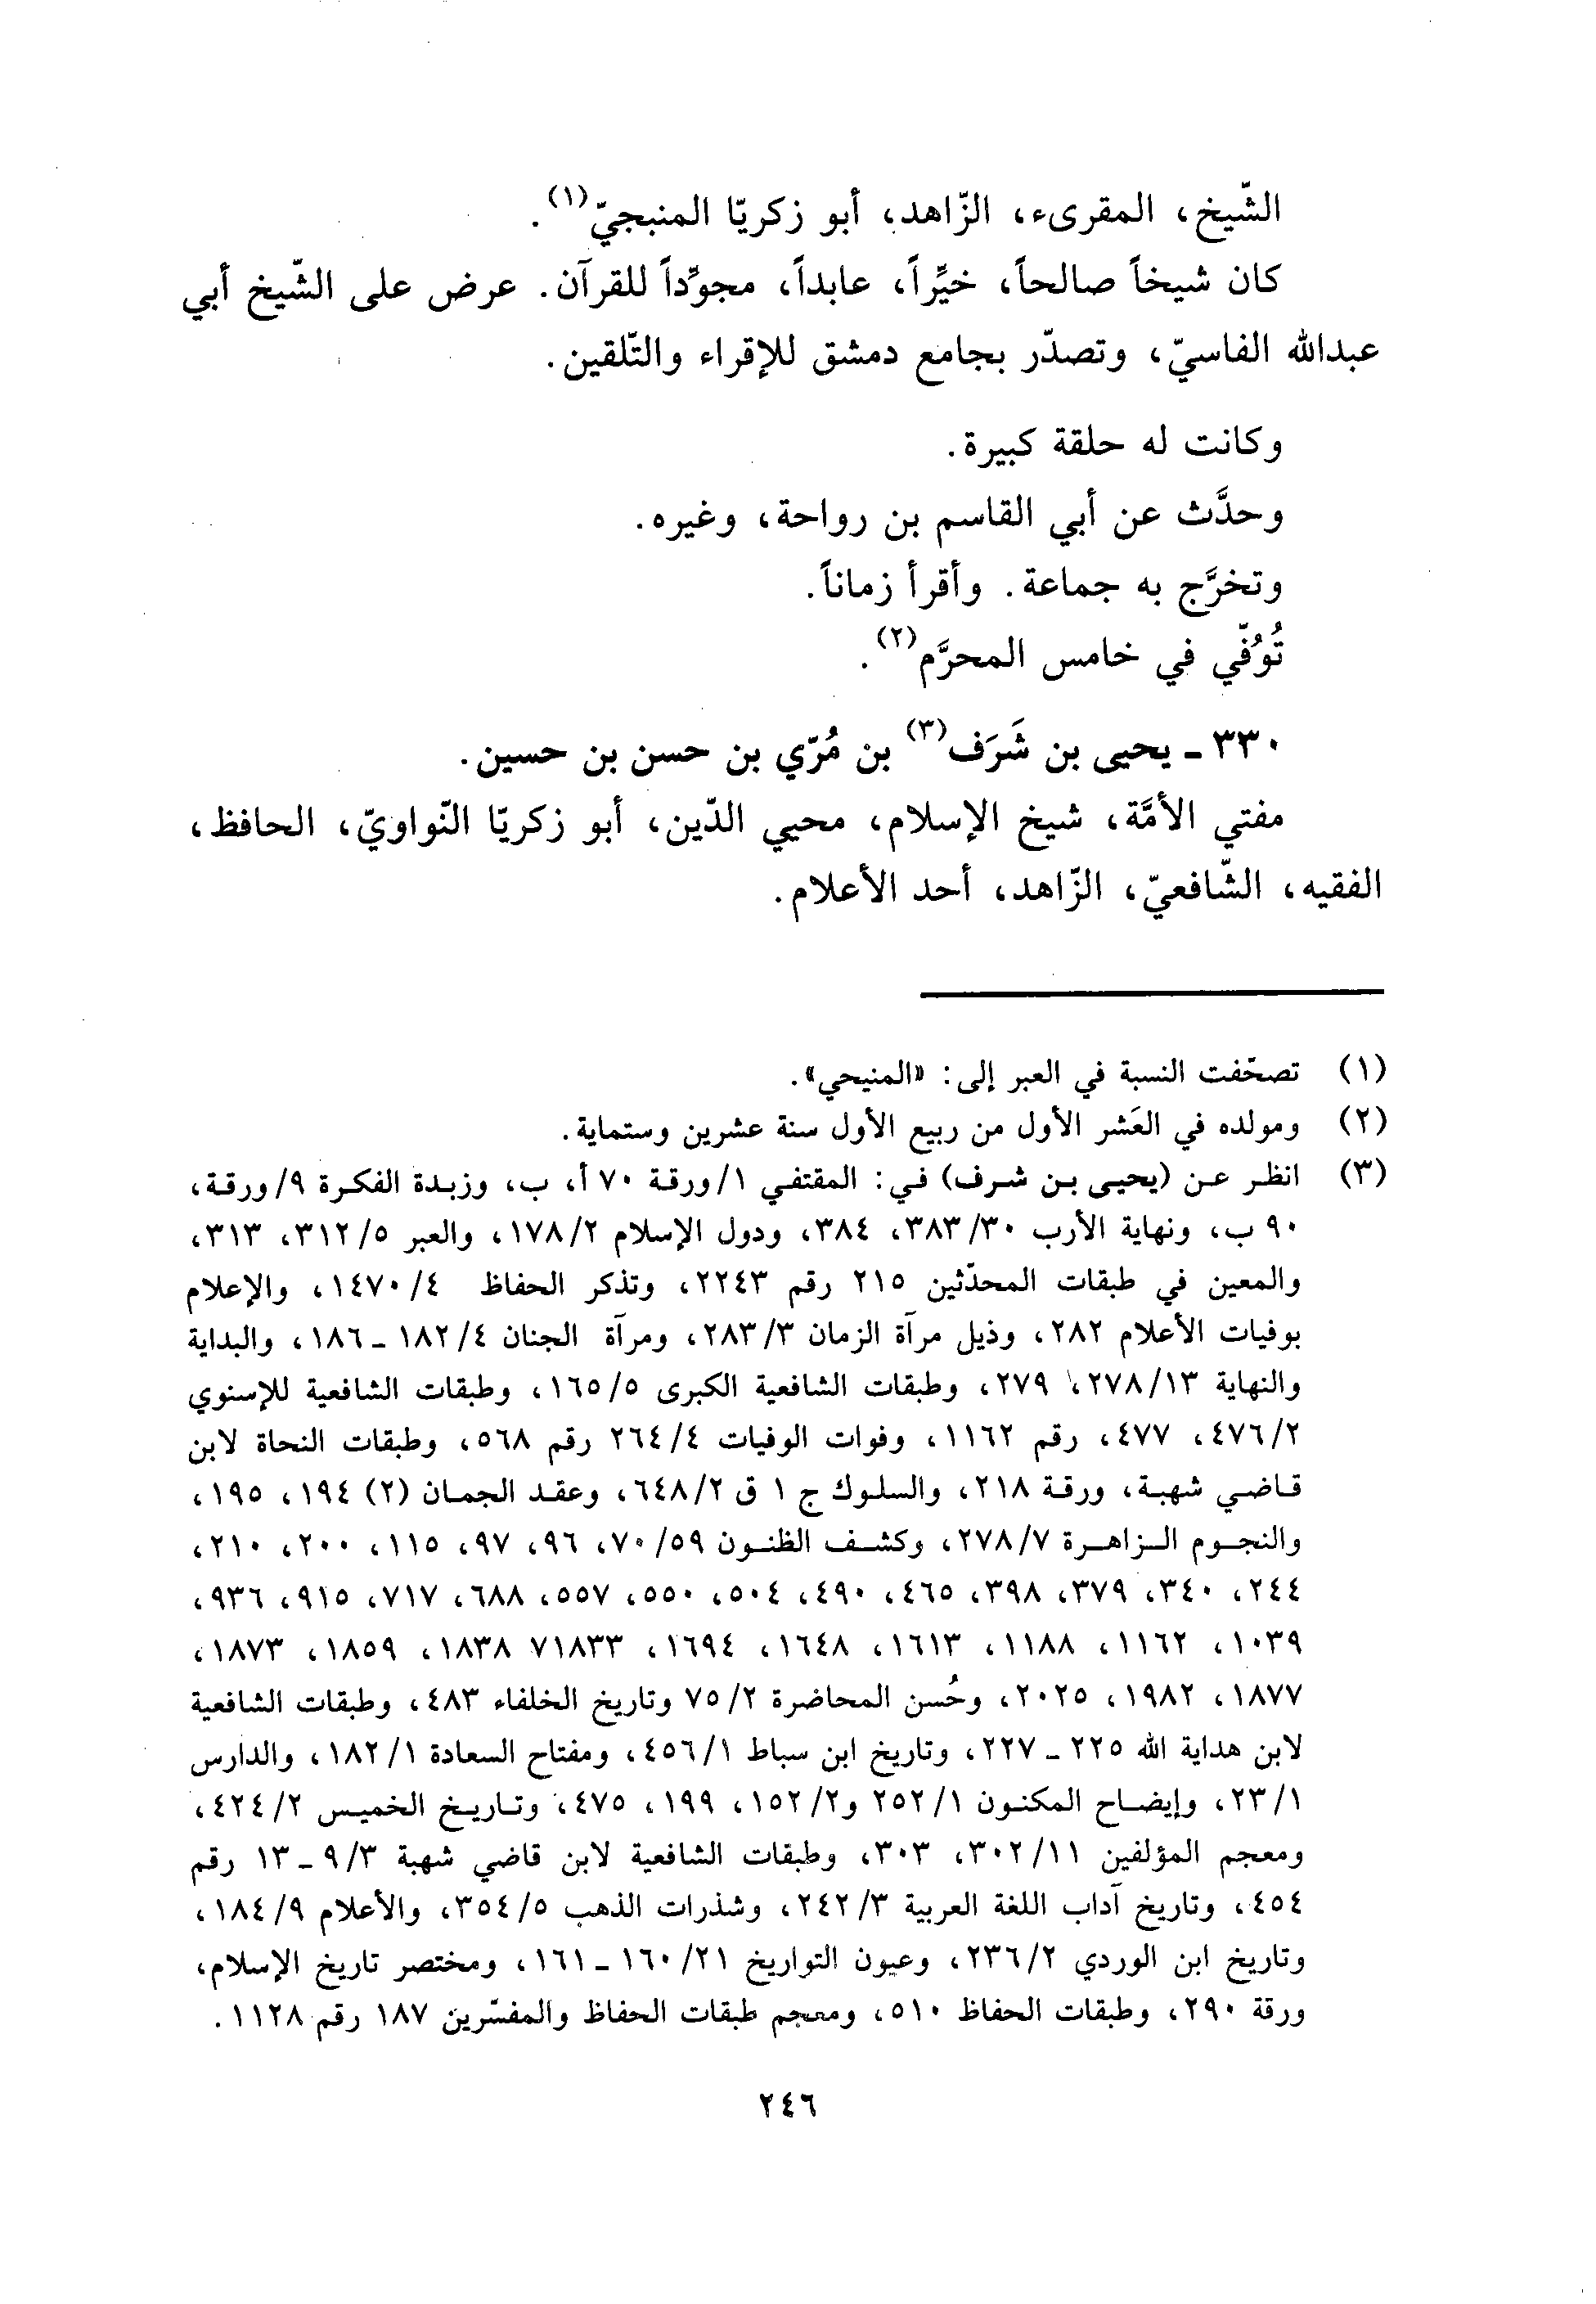 الشّيخ، المقرىء، الزّاهد، أبو زكريّا المنبجيّ(١).
كان شيخاً صالحاً، خيِّراً، عابداً، مجوِّداً للقرآن. عرض على الشّيخ أبي
عبدالله الفاسيّ، وتصدّر بجامع دمشق للإقراء والتّلقين.
وكانت له حلقة كبيرة.
وحدَّث عن أبي القاسم بن رواحة، وغيره.
وتخرَّج به جماعة. وأقرأ زماناً.
تُوُفّي في خامس المحرَّم(٢).
٣٣٠ ـ يحيى بن شَرَف(٣) بن مُرّي بن حسن بن حسين.
مفتي الأمَّة، شيخ الإسلام، محيي الدّين، أبو زكريّا النّواويّ، الحافظ،
الفقيه، الشّافعيّ، الزّاهد، أحد الأعلام.
(١) تصحّفت النسبة في العبر إلى: «المنيحي».
(٢) ومولده في العَشر الأول من ربيع الأول سنة عشرين وستماية.
(٣) انظر عن (يحيى بن شرف) في: المقتفي ١/ورقة ٧٠ أ، ب، وزبدة الفكرة ٩/ورقة،
٩٠ ب، ونهاية الأرب ٣٠/٣٨٣، ٣٨٤، ودول الإسلام ٢/١٧٨، والعبر ٥/٣١٢، ٣١٣،
والمعين في طبقات المحدّثين ٢١٥ رقم ٢٢٤٣، وتذكر الحفاظ ٤/١٤٧٠، والإعلام
بوفيات الأعلام ٢٨٢، وذيل مرآة الزمان ٣/٢٨٣، ومرآة الجنان ٤/١٨٢ ـ ١٨٦، والبداية
والنهاية ١٣/٢٧٨، ٢٧٩، وطبقات الشافعية الكبرى ٥/١٦٥، وطبقات الشافعية للإسنوي
٢/٤٧٦، ٤٧٧، رقم ١١٦٢، وفوات الوفيات ٤/٢٦٤ رقم ٥٦٨، وطبقات النحاة لابن
قاضي شهبة، ورقة ٢١٨، والسلوك ج ١ ق ٢/٦٤٨، وعقد الجمان (٢) ١٩٤، ١٩٥،
والنجوم الزاهرة ٧/٢٧٨، وكشف الظنون ٥٩/٧٠، ٩٦، ٩٧، ١١٥، ٢٠٠، ٢١٠،
٢٤٤، ٣٤٠، ٣٧٩، ٣٩٨، ٤٦٥، ٤٩٠، ٥٠٤، ٥٥٠، ٥٥٧، ٦٨٨، ٧١٧، ٩١٥، ٩٣٦،
١٠٣٩، ١١٦٢، ١١٨٨، ١٦١٣، ١٦٤٨، ١٦٩٤، ٧١٨٣٣ ١٨٣٨، ١٨٥٩، ١٨٧٣،
١٨٧٧، ١٩٨٢، ٢٠٢٥، وحُسن المحاضرة ٢/٧٥ وتاريخ الخلفاء ٤٨٣، وطبقات الشافعية
لابن هداية الله ٢٢٥ ـ ٢٢٧، وتاريخ ابن سباط ١/٤٥٦، ومفتاح السعادة ١/١٨٢، والدارس
١/٢٣، وإيضاح المكنون ١/٢٥٢ و٢/١٥٢، ١٩٩، ٤٧٥، وتاريخ الخميس ٢/٤٢٤،
ومعجم المؤلفين ١١/٣٠٢، ٣٠٣، وطبقات الشافعية لابن قاضي شهبة ٣/٩ ـ ١٣ رقم
٤٥٤، وتاريخ آداب اللغة العربية ٣/٢٤٢، وشذرات الذهب ٥/٣٥٤، والأعلام ٩/١٨٤،
وتاريخ ابن الوردي ٢/٢٣٦، وعيون التواريخ ٢١/١٦٠ ـ ١٦١، ومختصر تاريخ الإسلام،
ورقة ٢٩٠، وطبقات الحفاظ ٥١٠، ومعجم طبقات الحفاظ والمفسّرين ١٨٧ رقم ١١٢٨.
٢٤٦